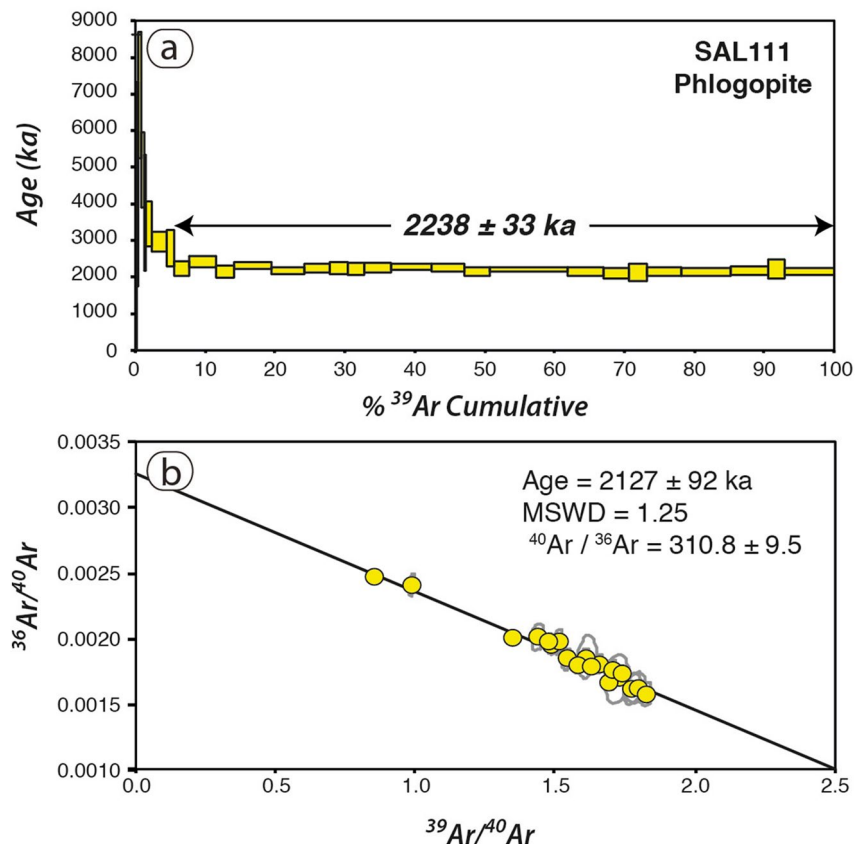 9000
8000
7000
6000
5000
4000
3000
2000
1000
0
Age (ka)
a
SAL111
Phlogopite
2238 ± 33 ka
0 10 20 30 40 50 60 70 80 90 100
% ³⁹Ar Cumulative
0.0035
0.0030
0.0025
0.0020
0.0015
0.0010
³⁶Ar/⁴⁰Ar
b
Age = 2127 ± 92 ka
MSWD = 1.25
⁴⁰Ar / ³⁶Ar = 310.8 ± 9.5
0.0 0.5 1.0 1.5 2.0 2.5
³⁹Ar/⁴⁰Ar